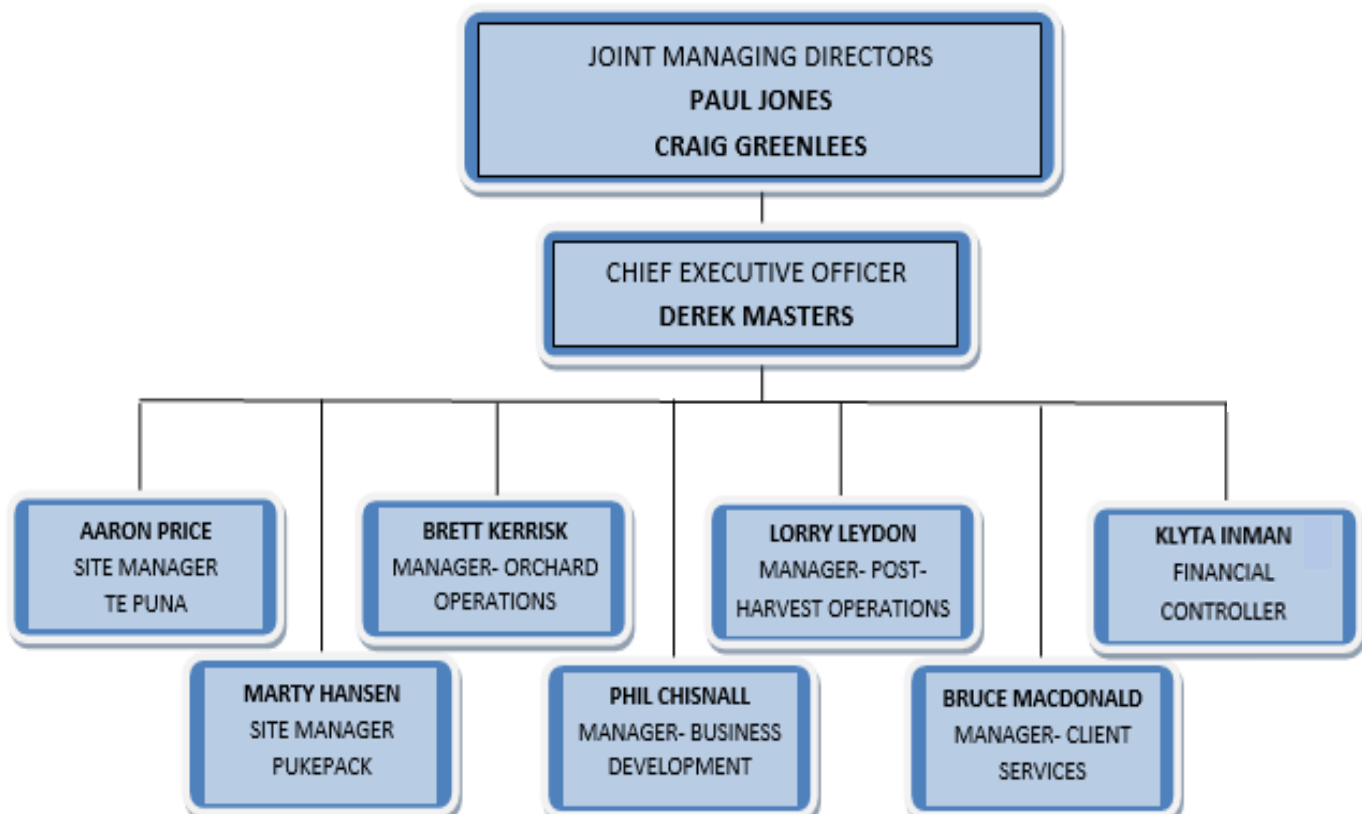 JOINT MANAGING DIRECTORS
PAUL JONES
CRAIG GREENLEES
CHIEF EXECUTIVE OFFICER
DEREK MASTERS
AARON PRICE
SITE MANAGER
TE PUNA
BRETT KERRISK
MANAGER- ORCHARD
OPERATIONS
LORRY LEYDON
MANAGER- POST-
HARVEST OPERATIONS
KLYTA INMAN
FINANCIAL
CONTROLLER
MARTY HANSEN
SITE MANAGER
PUKEPACK
PHIL CHISNALL
MANAGER- BUSINESS
DEVELOPMENT
BRUCE MACDONALD
MANAGER- CLIENT
SERVICES